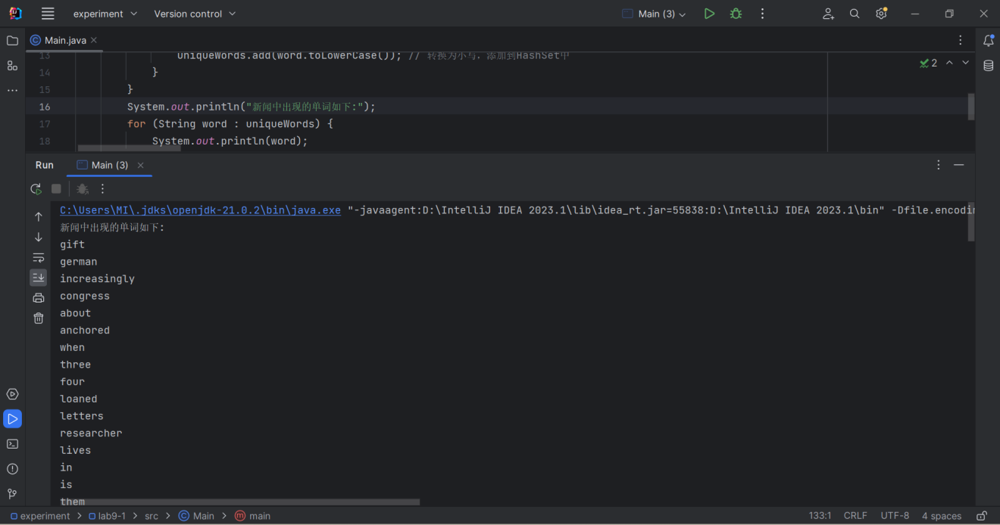 experiment Version control Main (3)
Main.java
13 uniqueWords.add(word.toLowerCase()); // 转换为小写，添加到HashSet中
14 }
15 }
16 System.out.println("新闻中出现的单词如下:");
17 for (String word : uniqueWords) {
18 System.out.println(word);
2
Run Main (3)
C:\Users\MI\.jdks\openjdk-21.0.2\bin\java.exe "-javaagent:D:\IntelliJ IDEA 2023.1\lib\idea_rt.jar=55838:D:\IntelliJ IDEA 2023.1\bin" -Dfile.encodin
新闻中出现的单词如下:
gift
german
increasingly
congress
about
anchored
when
three
four
loaned
letters
researcher
lives
in
is
them
experiment > lab9-1 > src > Main > main 133:1 CRLF UTF-8 4 spaces